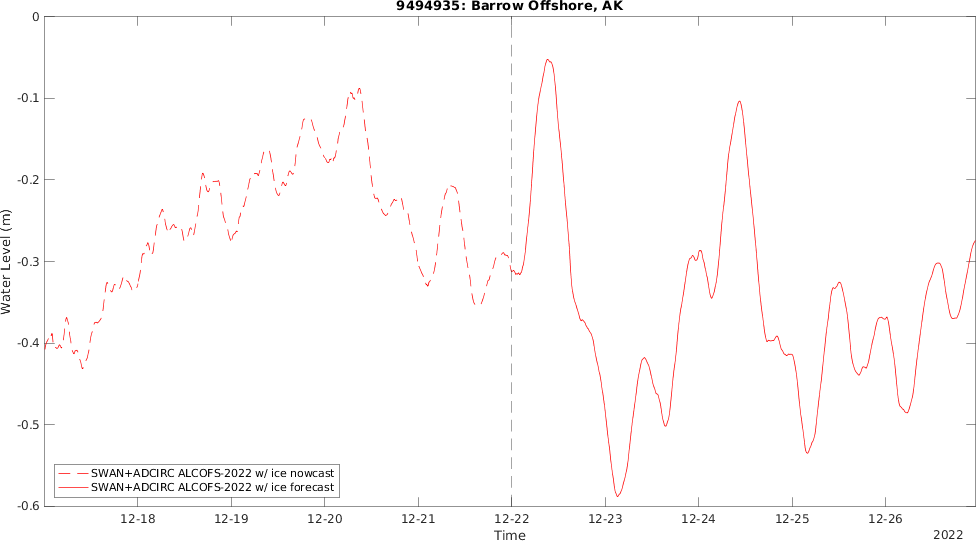 9494935: Barrow Offshore, AK
0
-0.1
-0.2
-0.3
-0.4
-0.5
-0.6
Water Level (m)
SWAN+ADCIRC ALCOFS-2022 w/ ice nowcast
SWAN+ADCIRC ALCOFS-2022 w/ ice forecast
12-18 12-19 12-20 12-21 12-22 12-23 12-24 12-25 12-26
Time
2022